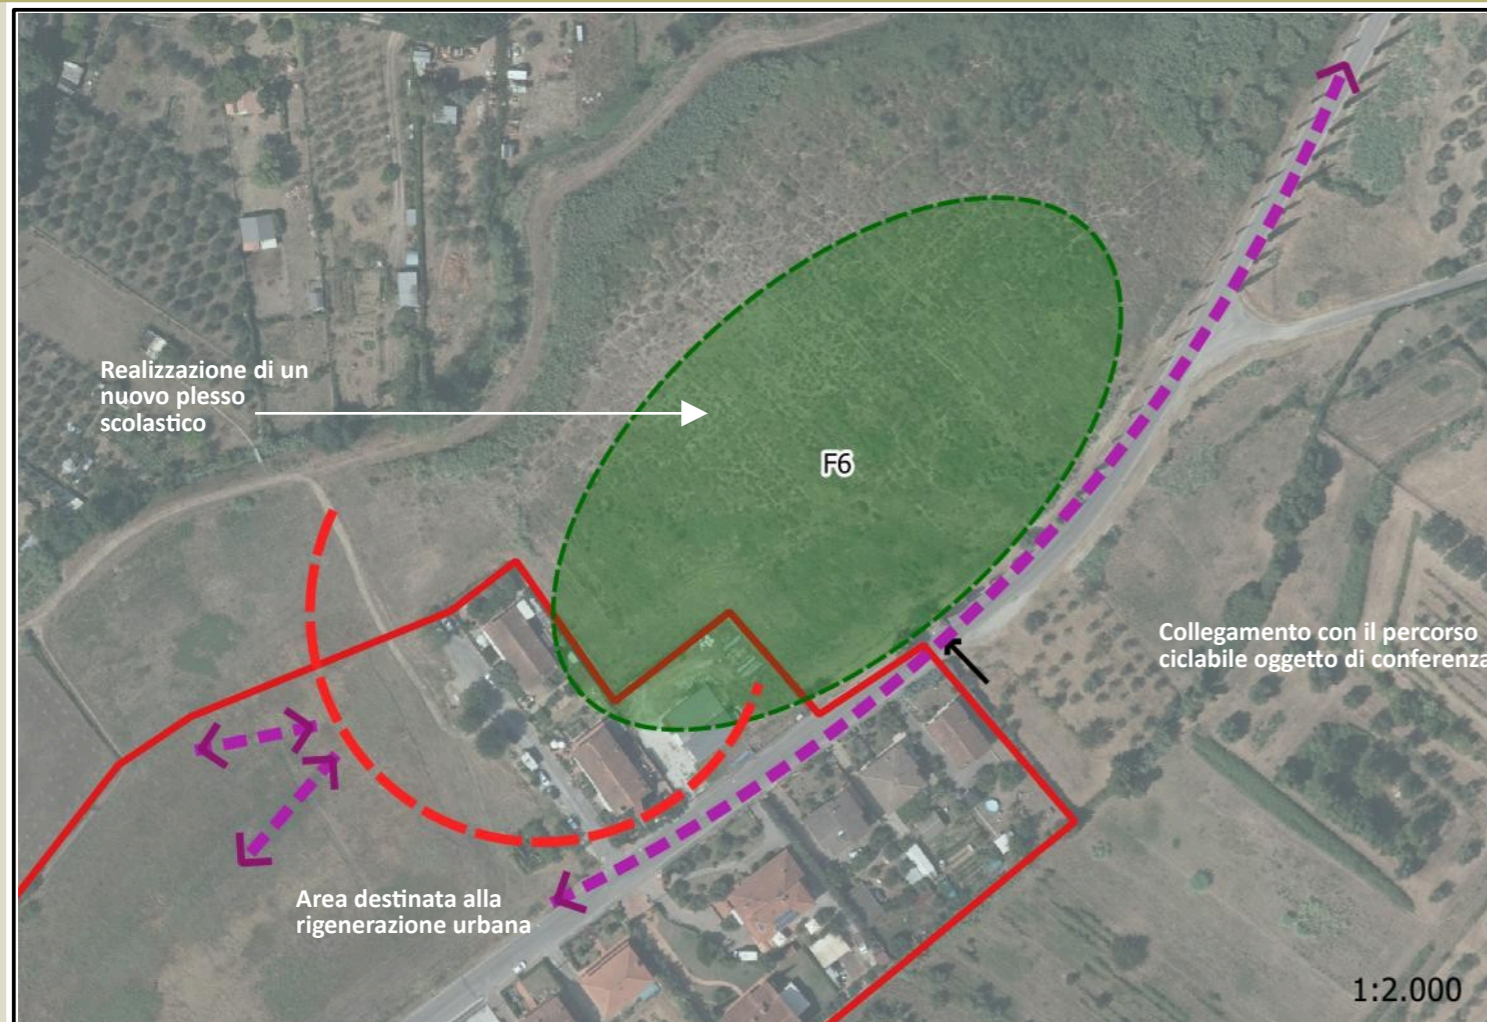 Realizzazione di un
nuovo plesso
scolastico
F6
Collegamento con il percorso
ciclabile oggetto di conferenza
Area destinata alla
rigenerazione urbana
1:2.000